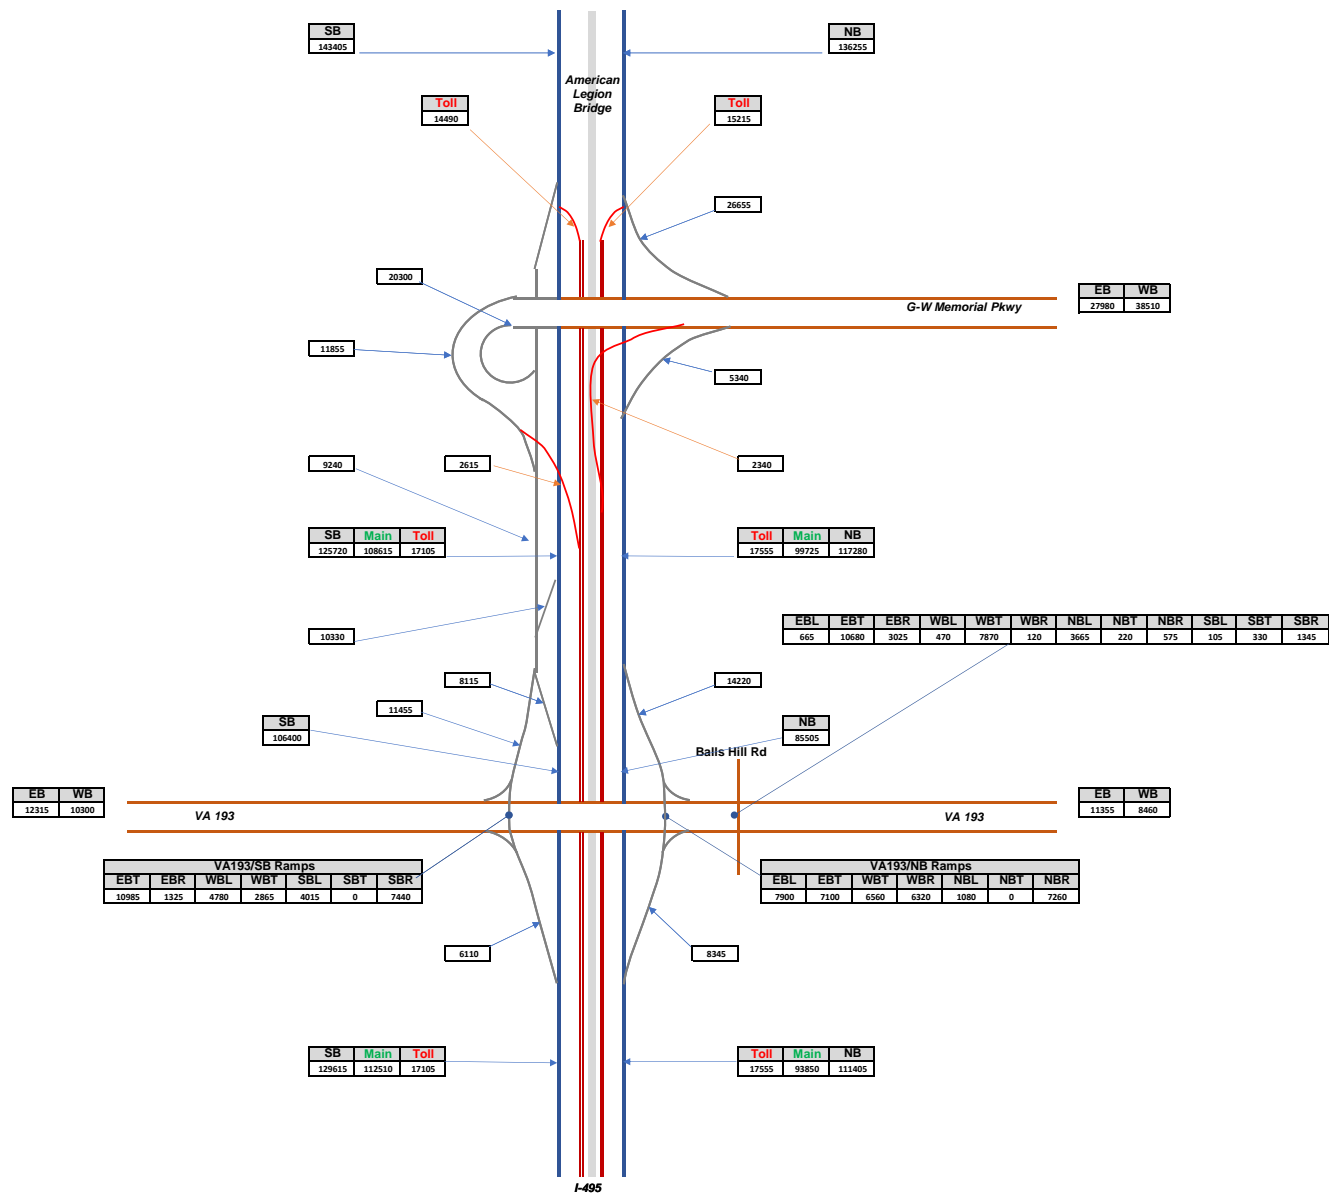 SB
143405
NB
136255
American
Legion
Bridge
Toll
14490
Toll
15215
26655
20300
EB WB
27980 38510
G-W Memorial Pkwy
11855
5340
9240
2615
2340
SB Main Toll
125720 108615 17105
Toll Main NB
17555 99725 117280
10330
EBL EBT EBR WBL WBT WBR NBL NBT NBR SBL SBT SBR
665 10680 3025 470 7870 120 3665 220 575 105 330 1345
8115
14220
11455
SB
106400
NB
85505
Balls Hill Rd
EB WB
12315 10300
EB WB
11355 8460
VA 193
VA 193
VA193/SB Ramps
EBT EBR WBL WBT SBL SBT SBR
10985 1325 4780 2865 4015 0 7440
VA193/NB Ramps
EBL EBT WBT WBR NBL NBT NBR
7900 7100 6560 6320 1080 0 7260
6110
8345
SB Main Toll
129615 112510 17105
Toll Main NB
17555 93850 111405
I-495